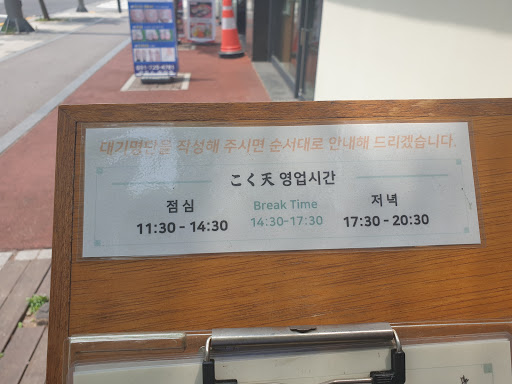 대기명단을 작성해 주시면 순서대로 안내해 드리겠습니다.
こく天 영업시간
점심
11:30 - 14:30
Break Time
14:30-17:30
저녁
17:30 - 20:30